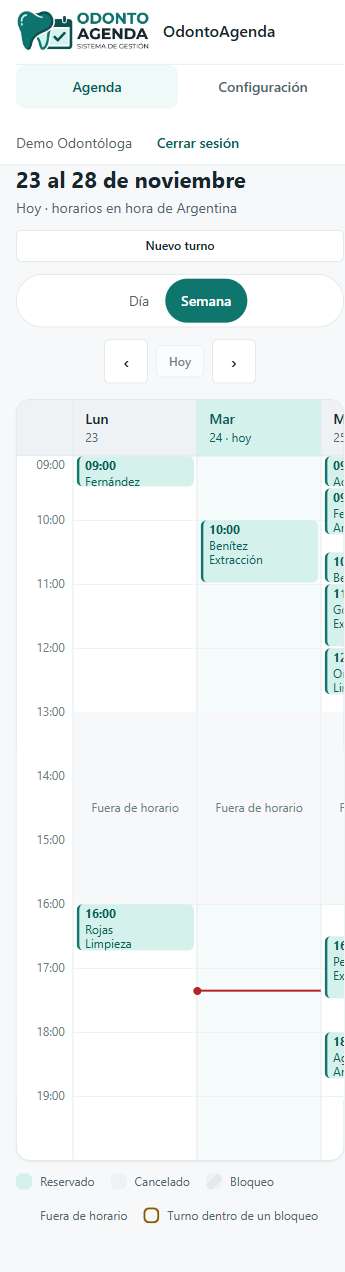 ODONTO
AGENDA
SISTEMA DE GESTIÓN
OdontoAgenda
Agenda
Configuración
Demo Odontóloga
Cerrar sesión
23 al 28 de noviembre
Hoy · horarios en hora de Argentina
Nuevo turno
Día
Semana
‹
Hoy
›
Lun
23
Mar
24 · hoy
M
09:00
09:00
Fernández
10:00
10:00
Benítez
Extracción
11:00
12:00
13:00
14:00
Fuera de horario
Fuera de horario
15:00
16:00
16:00
Rojas
Limpieza
17:00
18:00
19:00
Reservado
Cancelado
Bloqueo
Fuera de horario
Turno dentro de un bloqueo